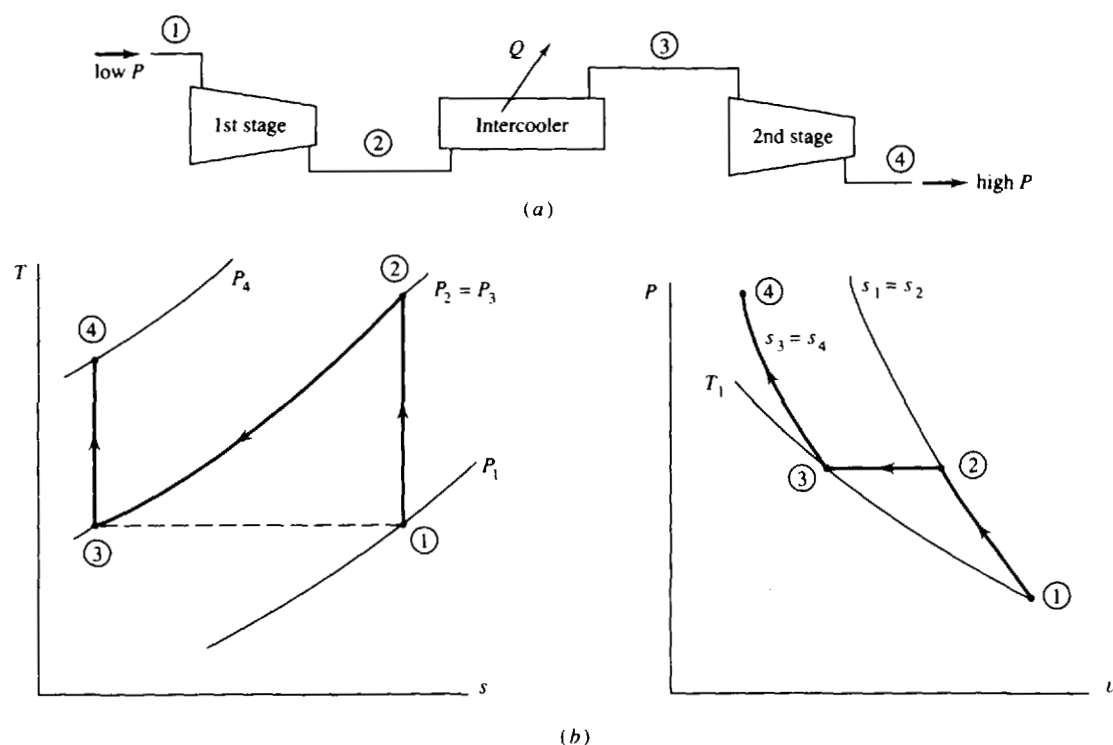 (a)
①
low P
1st stage
②
Q
Intercooler
③
2nd stage
④
high P
T
P₄
②
P₂ = P₃
④
P₁
③
①
s
P
④
s₁ = s₂
s₃ = s₄
T₁
③
②
①
υ
(b)